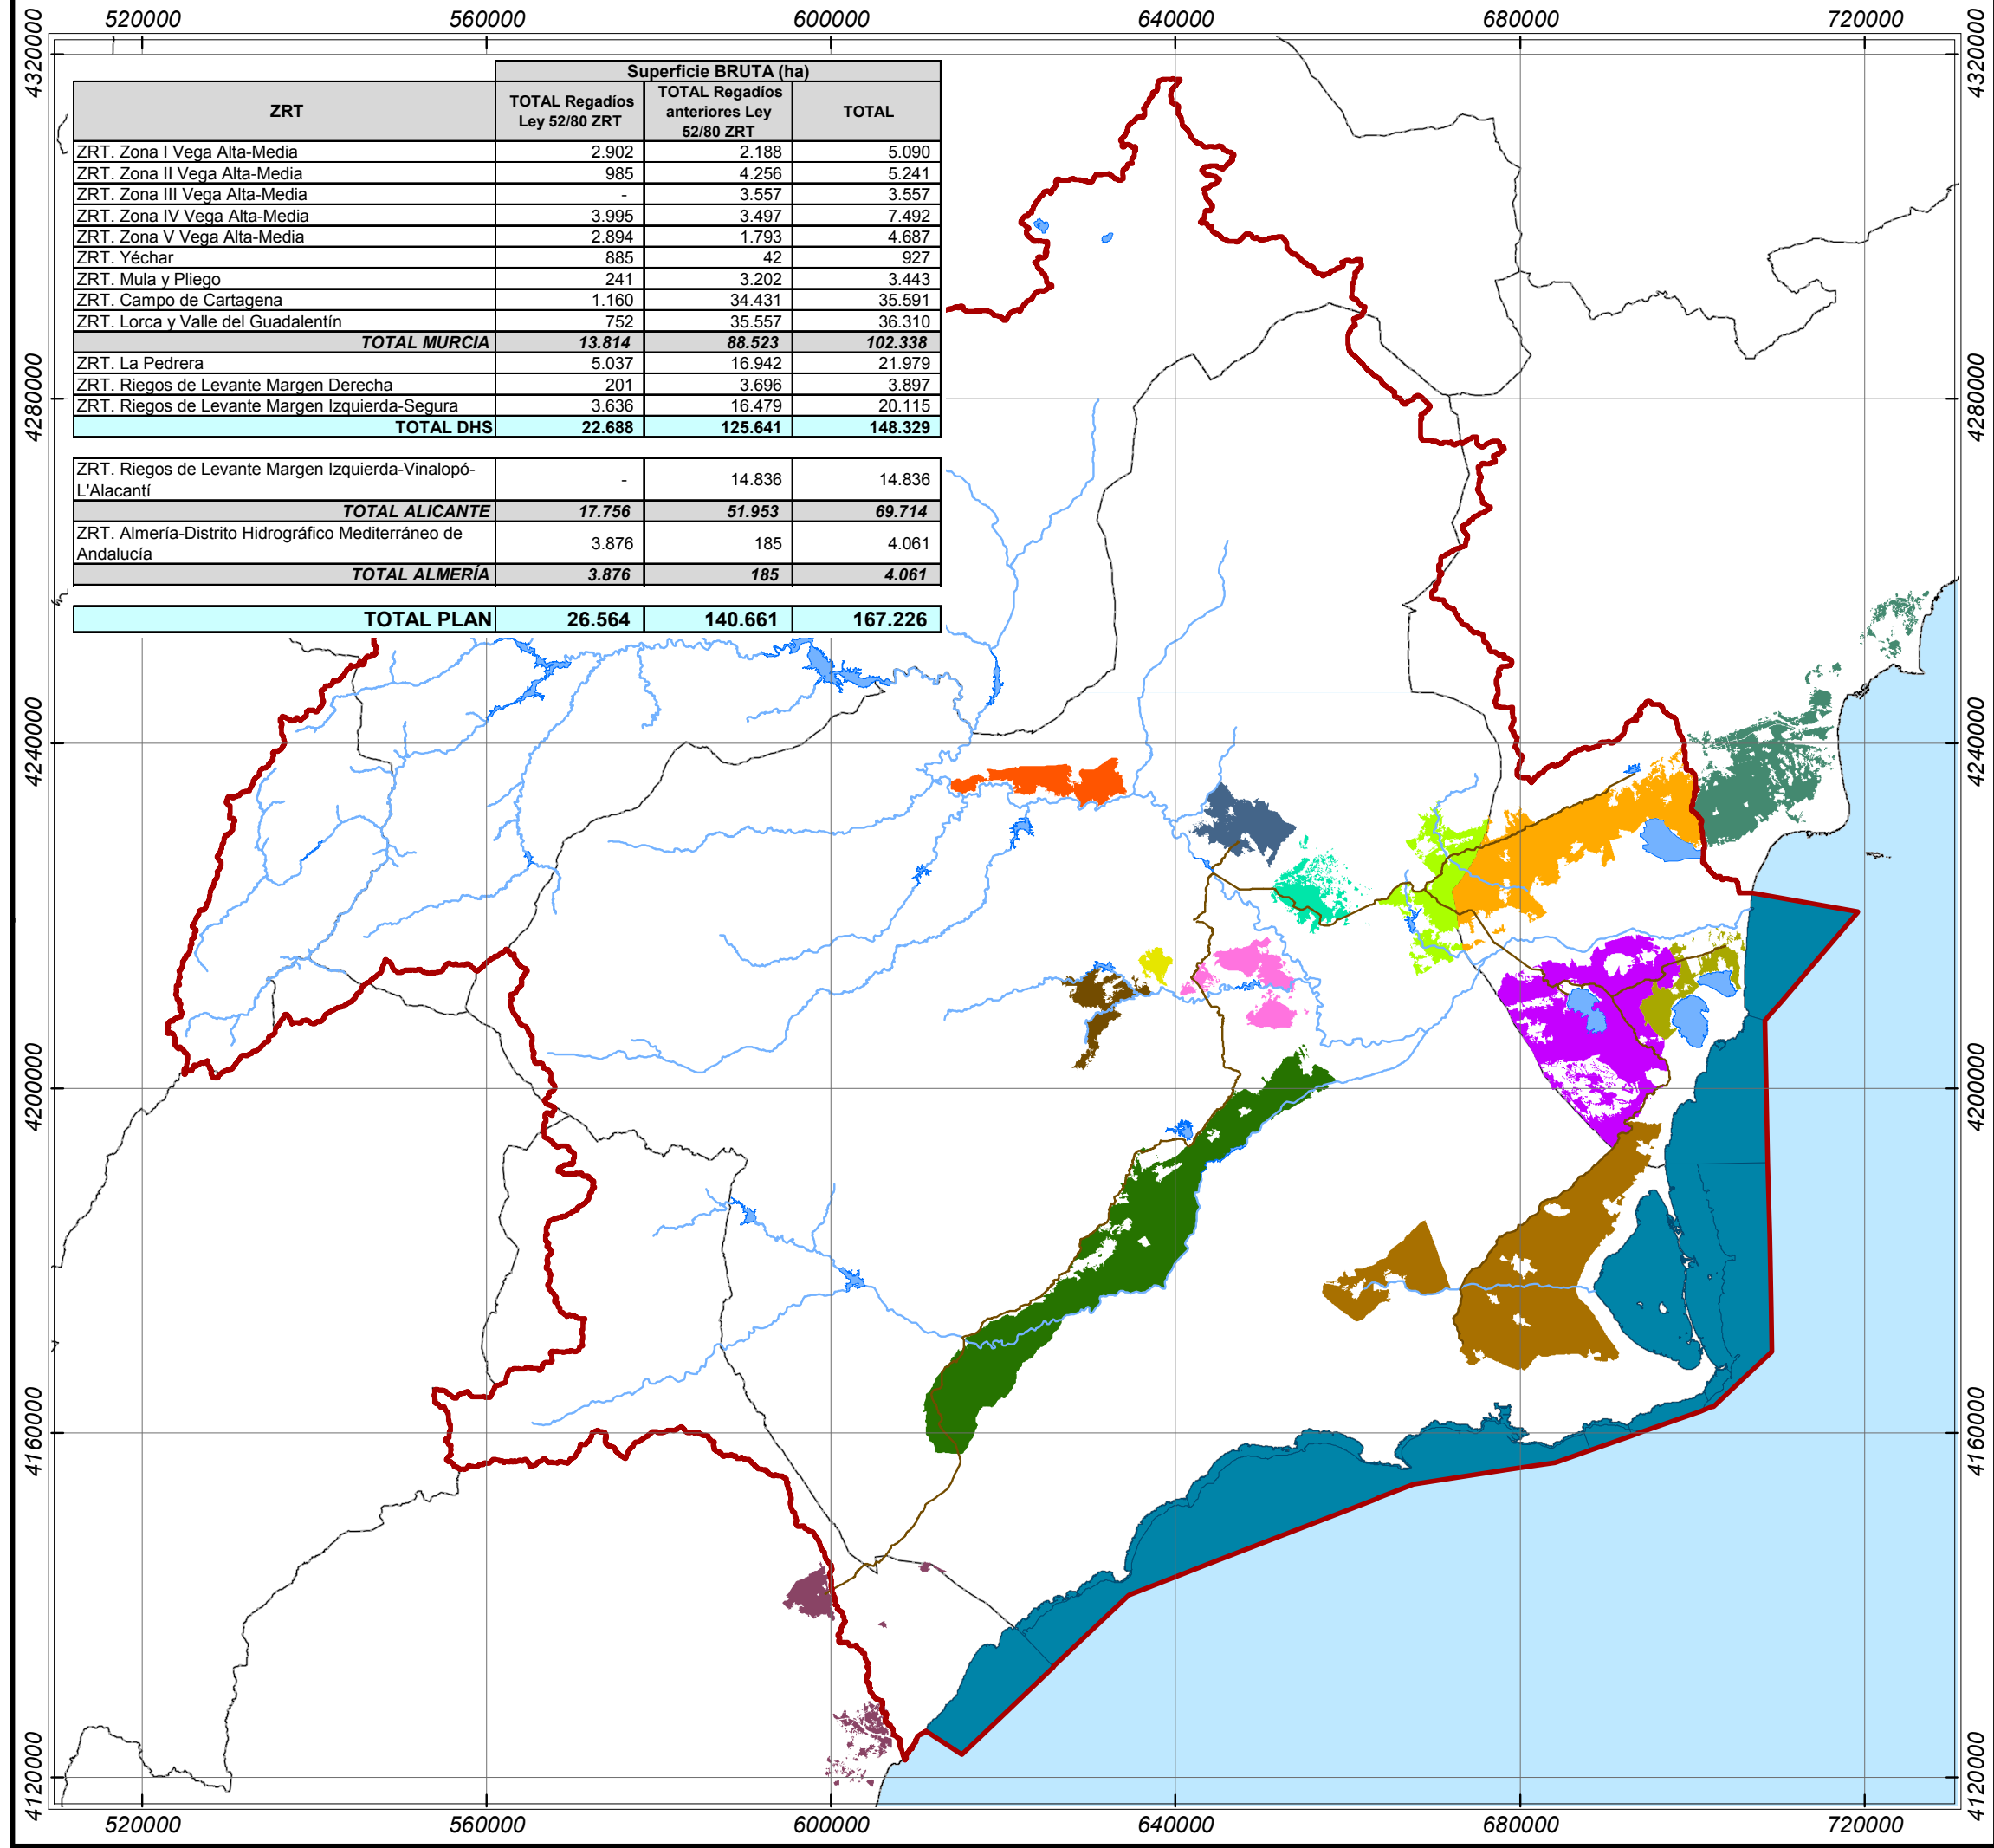 520000 560000 600000 640000 680000 720000
4320000 4320000
Superficie BRUTA (ha)
ZRT TOTAL Regadíos Ley 52/80 ZRT TOTAL Regadíos anteriores Ley 52/80 ZRT TOTAL
ZRT. Zona I Vega Alta-Media 2.902 2.188 5.090
ZRT. Zona II Vega Alta-Media 985 4.256 5.241
ZRT. Zona III Vega Alta-Media - 3.557 3.557
ZRT. Zona IV Vega Alta-Media 3.995 3.497 7.492
ZRT. Zona V Vega Alta-Media 2.894 1.793 4.687
ZRT. Yéchar 885 42 927
ZRT. Mula y Pliego 241 3.202 3.443
ZRT. Campo de Cartagena 1.160 34.431 35.591
ZRT. Lorca y Valle del Guadalentín 752 35.557 36.310
TOTAL MURCIA 13.814 88.523 102.338
ZRT. La Pedrera 5.037 16.942 21.979
ZRT. Riegos de Levante Margen Derecha 201 3.696 3.897
ZRT. Riegos de Levante Margen Izquierda-Segura 3.636 16.479 20.115
TOTAL DHS 22.688 125.641 148.329
4280000 4280000
ZRT. Riegos de Levante Margen Izquierda-Vinalopó-
L'Alacantí - 14.836 14.836
TOTAL ALICANTE 17.756 51.953 69.714
ZRT. Almería-Distrito Hidrográfico Mediterráneo de
Andalucía 3.876 185 4.061
TOTAL ALMERÍA 3.876 185 4.061
TOTAL PLAN 26.564 140.661 167.226
4240000 4240000
4200000 4200000
4160000 4160000
4120000 4120000
520000 560000 600000 640000 680000 720000